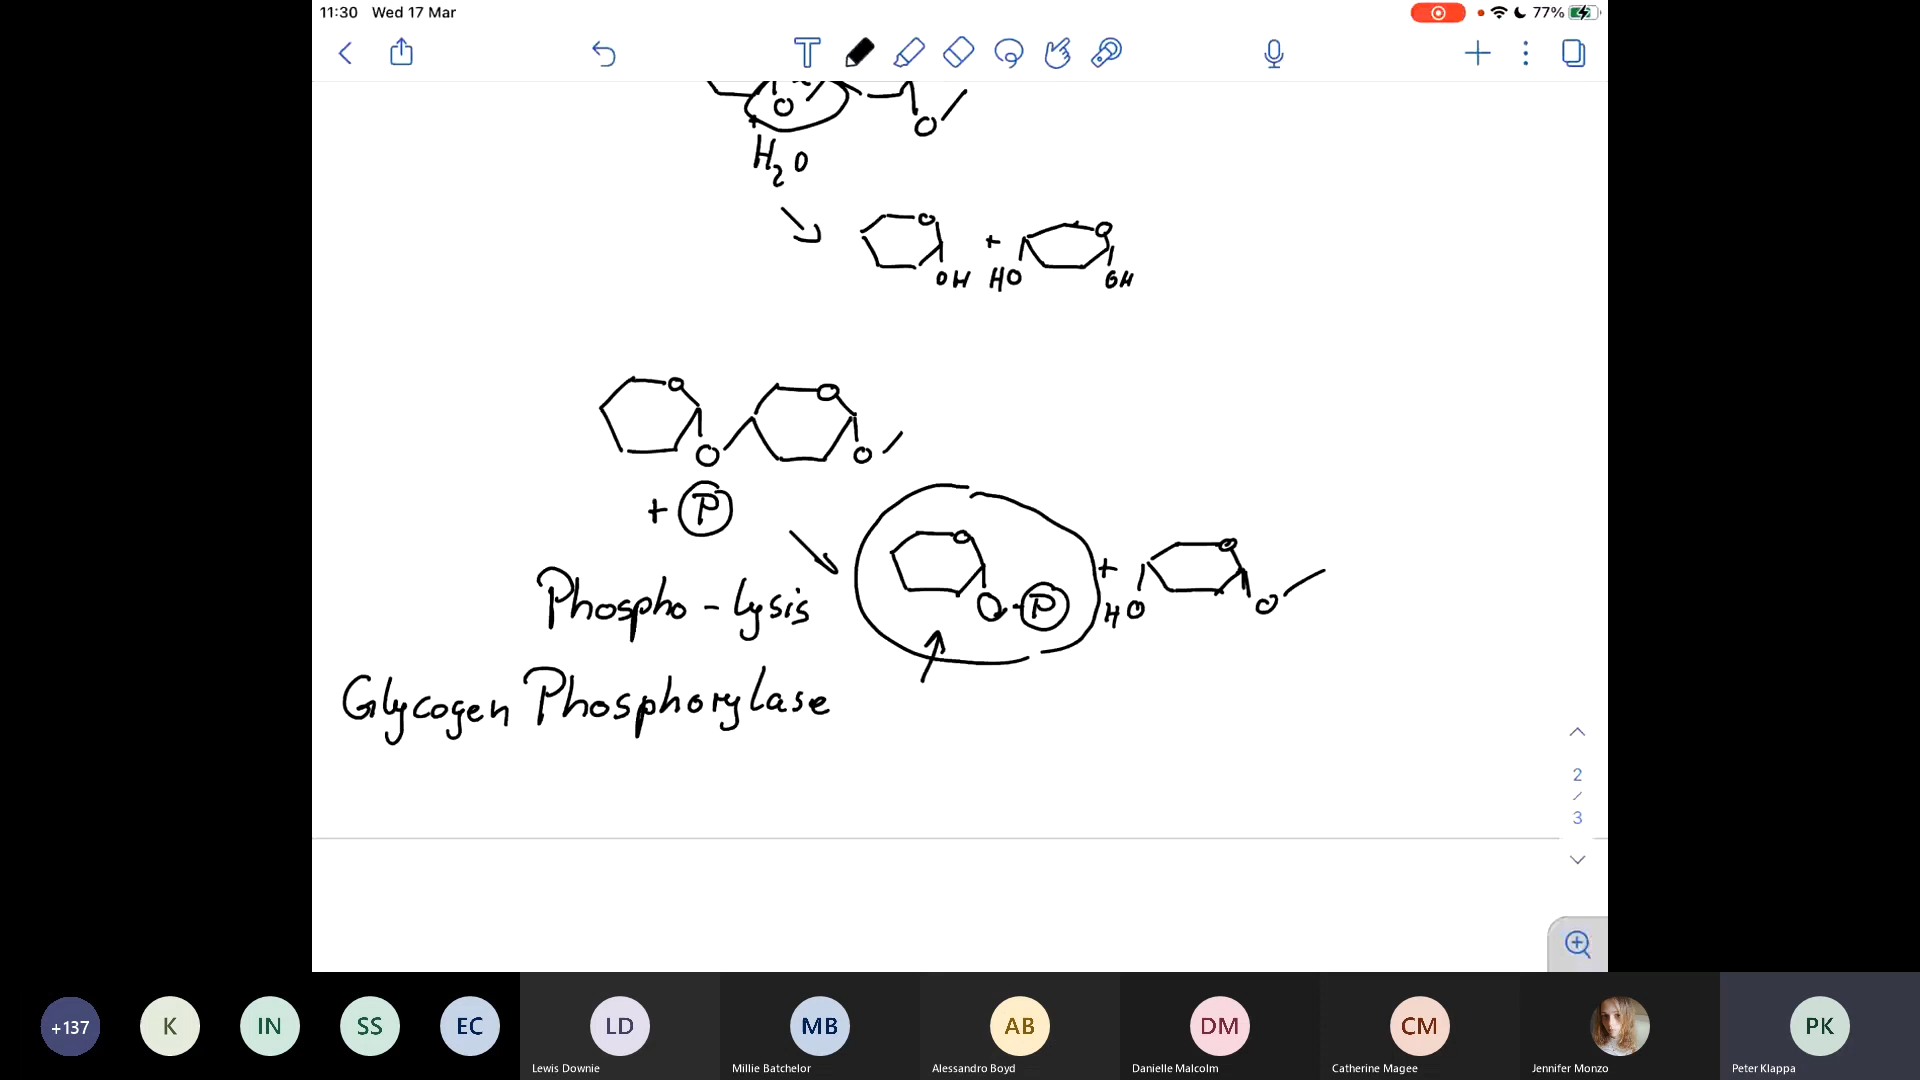 11:30 Wed 17 Mar
77%
T
O O
H2O
O + O
OH HO OH
O O
O O
+ P
O + O
O-P HO O
Phospho-lysis
Glycogen Phosphorylase
2
/
3
+137 K IN SS EC LD MB AB DM CM PK
Lewis Downie Millie Batchelor Alessandro Boyd Danielle Malcolm Catherine Magee Jennifer Monzo Peter Klappa